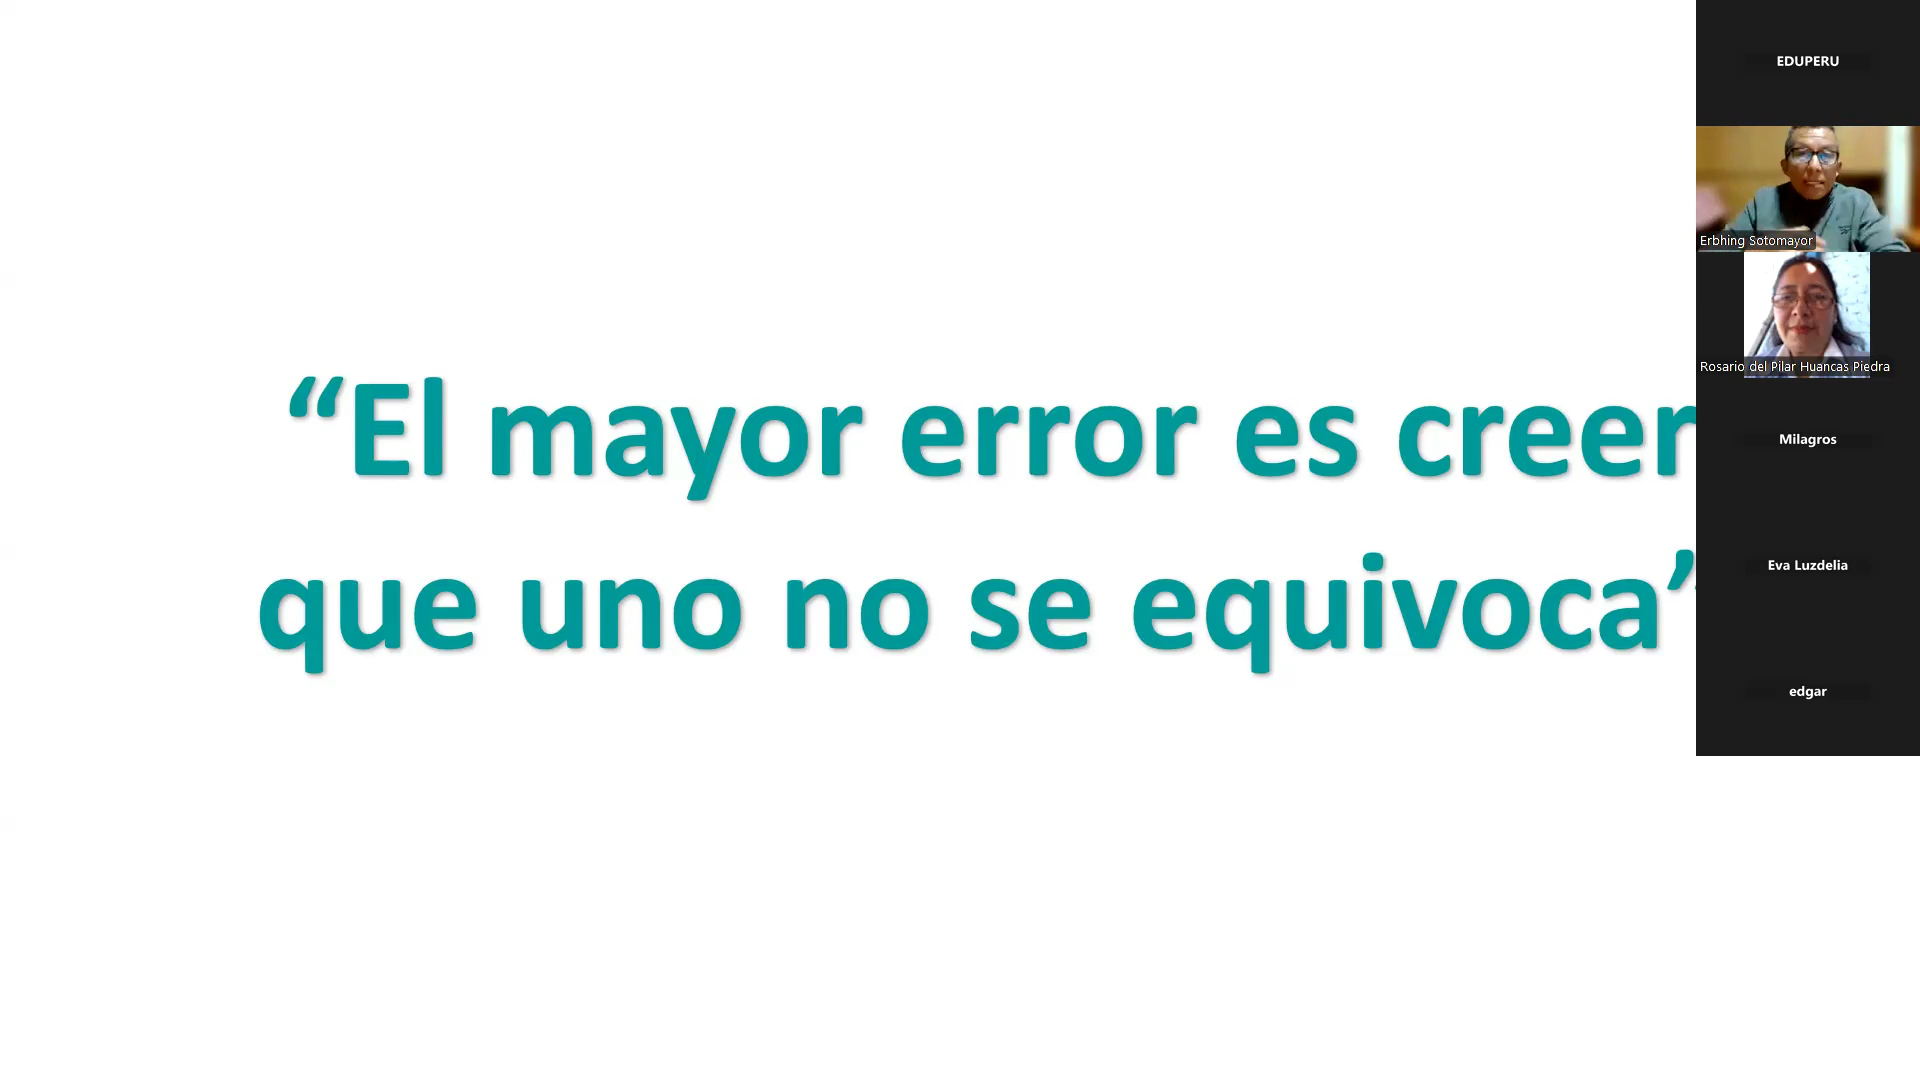 “El mayor error es creer
que uno no se equivoca”
EDUPERU
Erbhing Sotomayor
Rosario del Pilar Huancas Piedra
Milagros
Eva Luzdelia
edgar